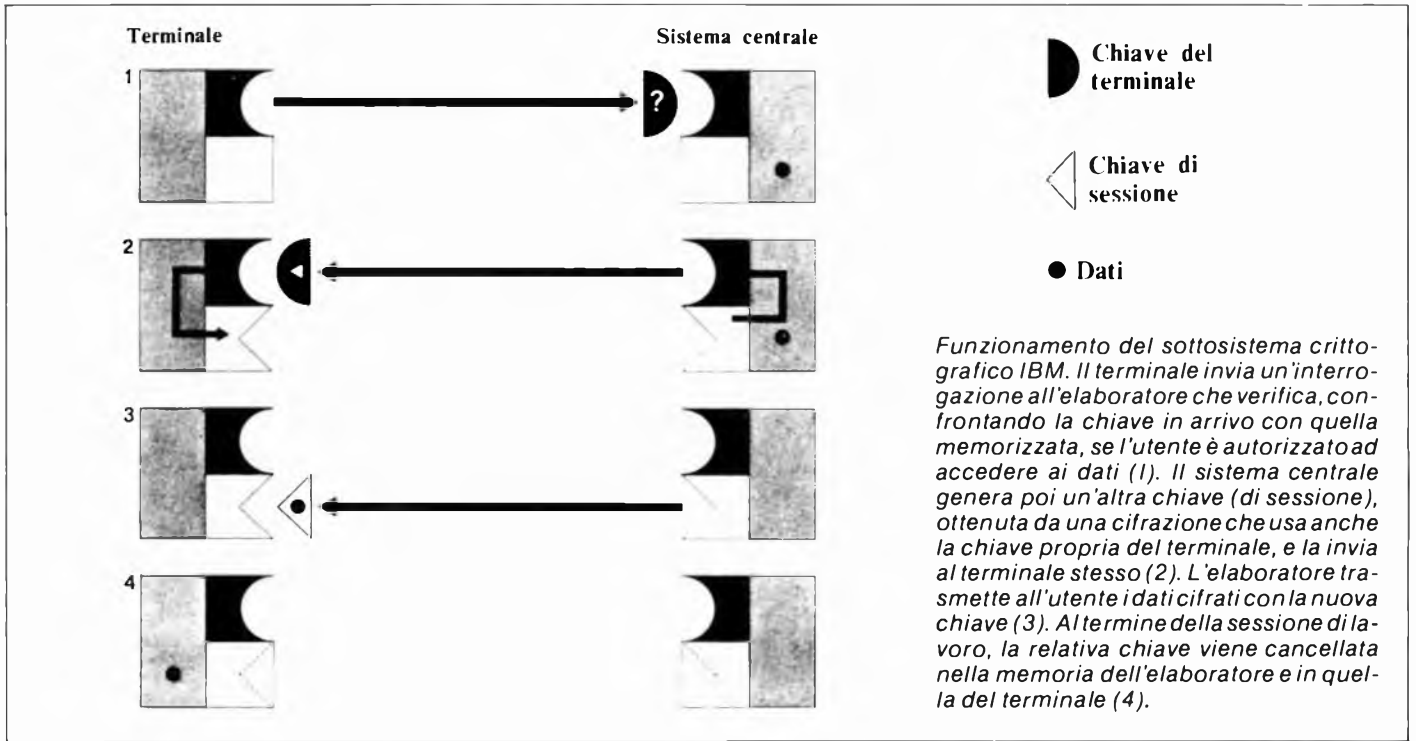 Terminale
Sistema centrale
1
?
2
3
4
Chiave del
terminale
Chiave di
sessione
Dati
Funzionamento del sottosistema critto-
grafico IBM. Il terminale invia un'interro-
gazione all'elaboratore che verifica, con-
frontando la chiave in arrivo con quella
memorizzata, se l'utente è autorizzato ad
accedere ai dati (I). Il sistema centrale
genera poi un'altra chiave (di sessione),
ottenuta da una cifrazione che usa anche
la chiave propria del terminale, e la invia
al terminale stesso (2). L'elaboratore tra-
smette all'utente i dati cifrati con la nuova
chiave (3). Al termine della sessione di la-
voro, la relativa chiave viene cancellata
nella memoria dell'elaboratore e in quel-
la del terminale (4).